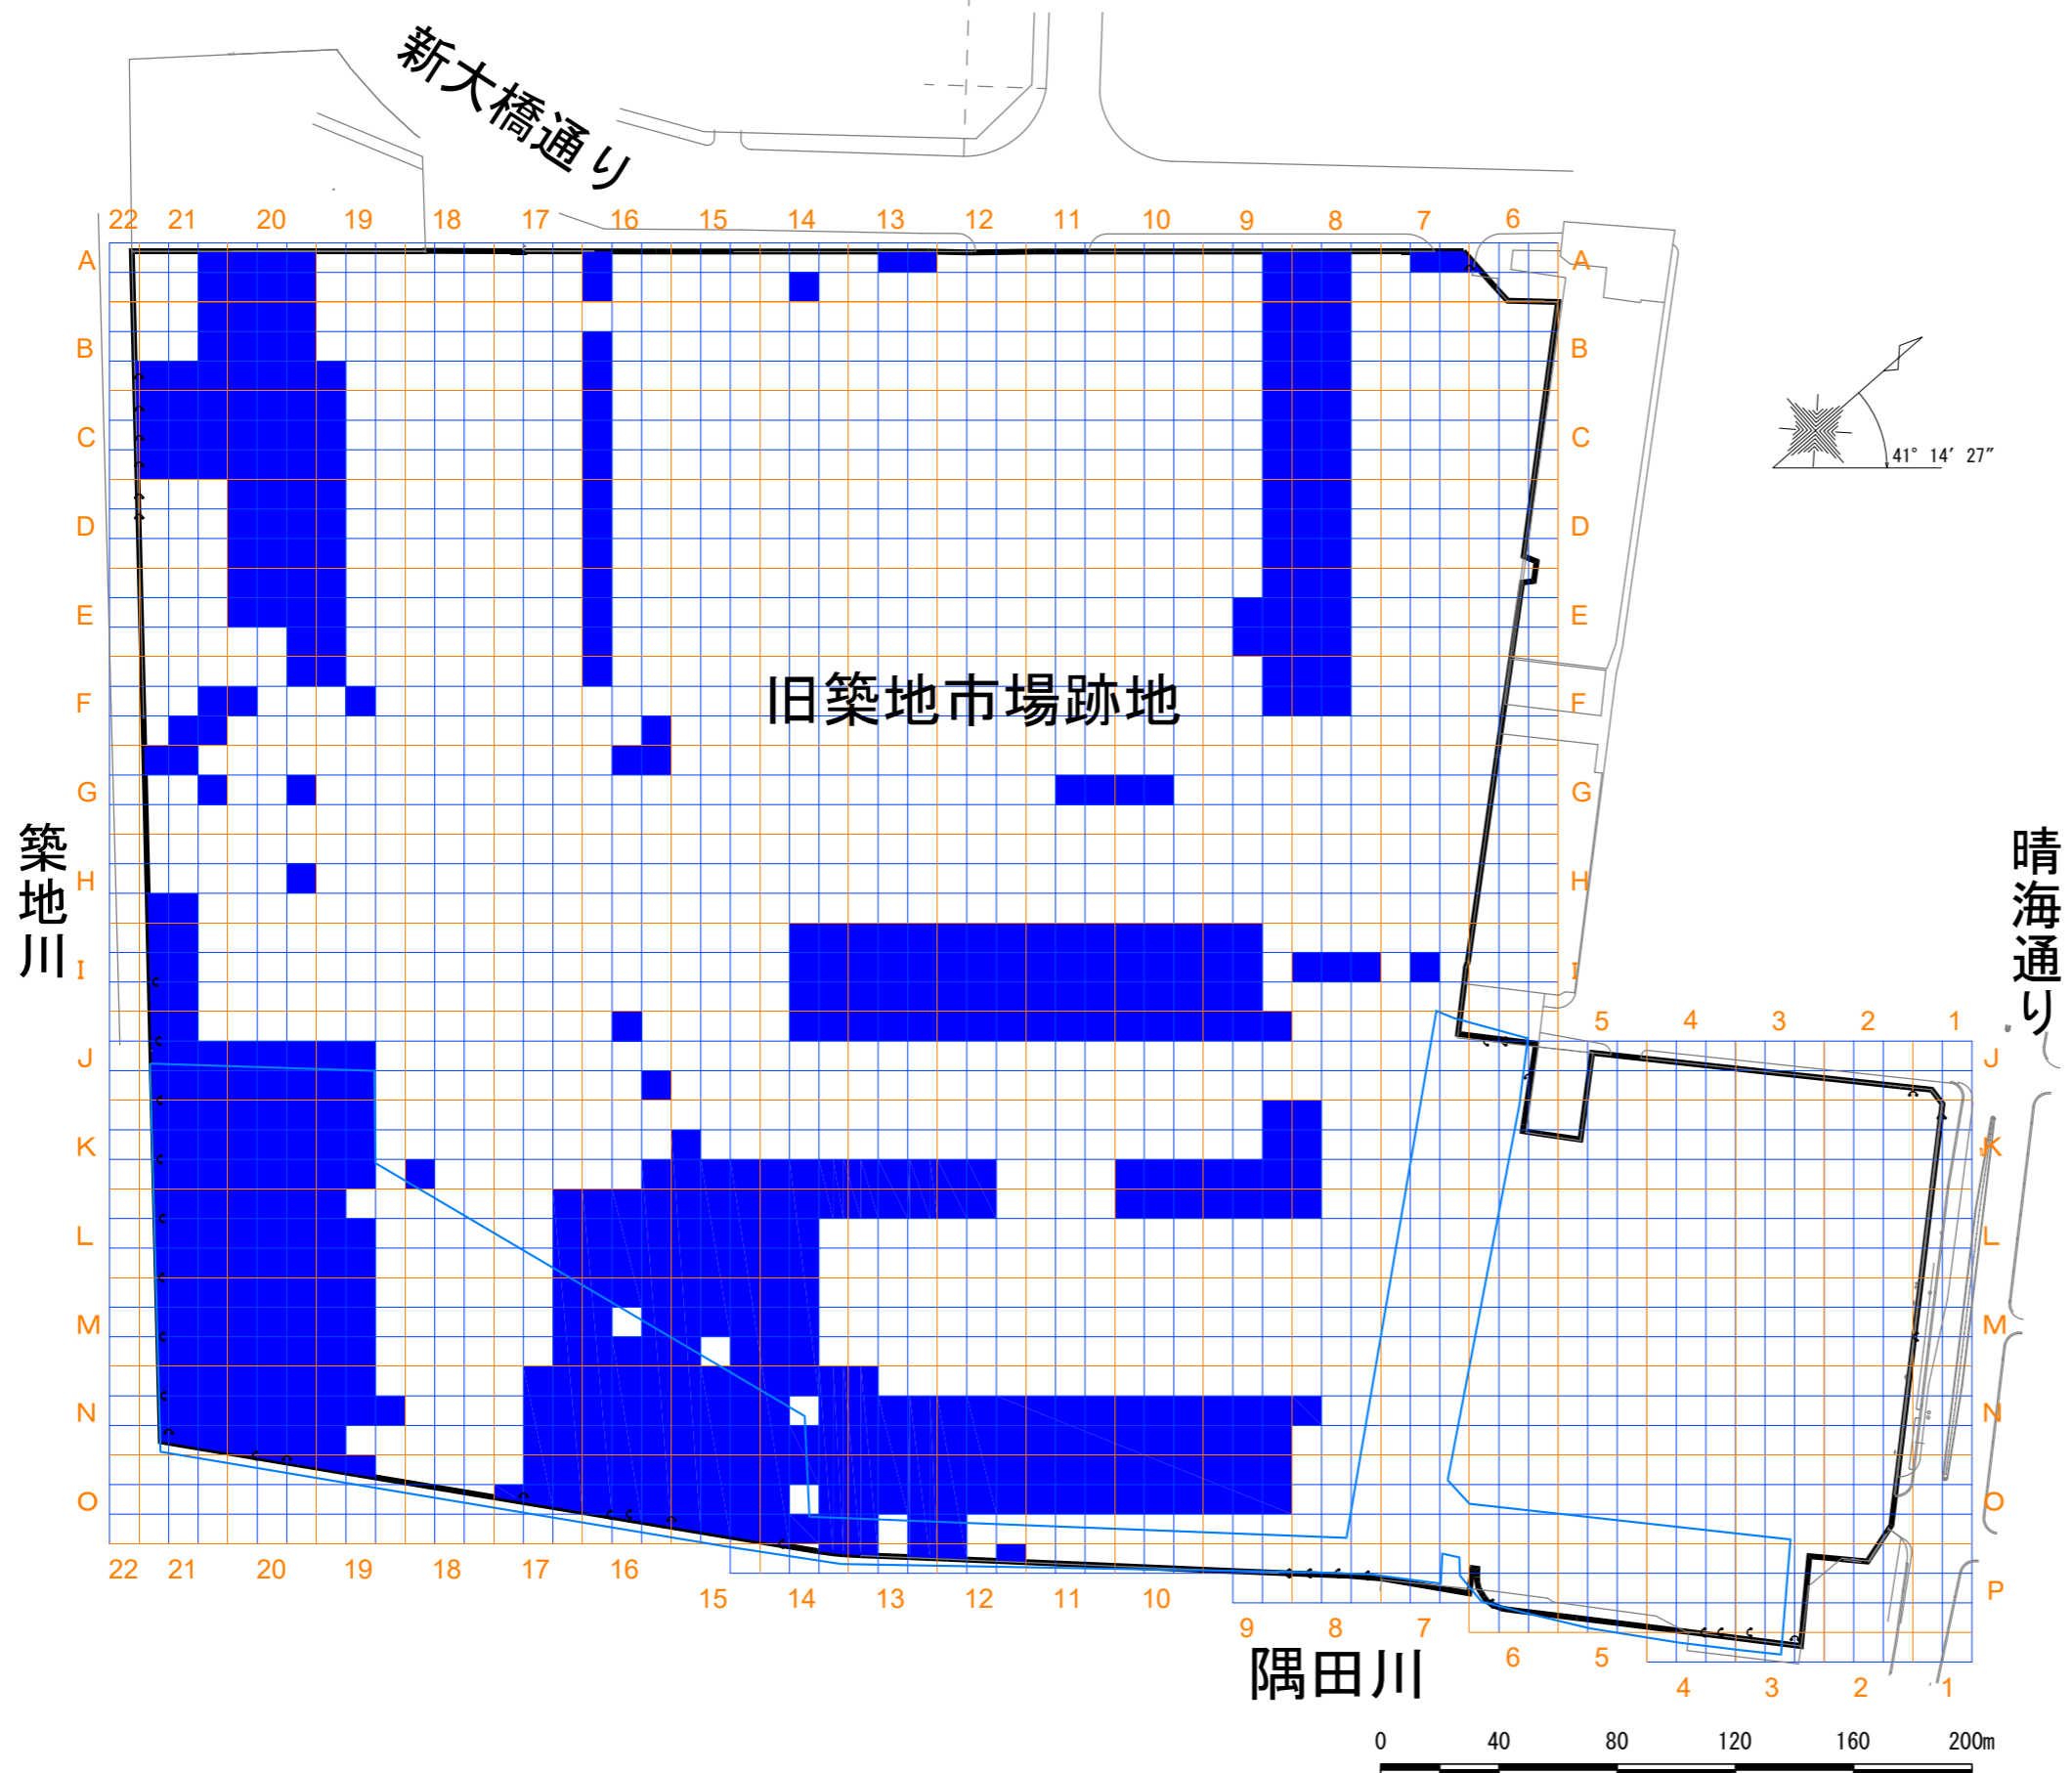 新大橋通り
22 21 20 19 18 17 16 15 14 13 12 11 10 9 8 7 6
A A
B B
C C
41° 14′ 27″
D D
E E
旧築地市場跡地
F F
G G
築地川
H H
晴海通り
I I
5 4 3 2 1
J J
K K
L L
M M
N N
O O
22 21 20 19 18 17 16
15 14 13 12 11 10
P
9 8 7
6 5
4 3 2 1
隅田川
0 40 80 120 160 200m